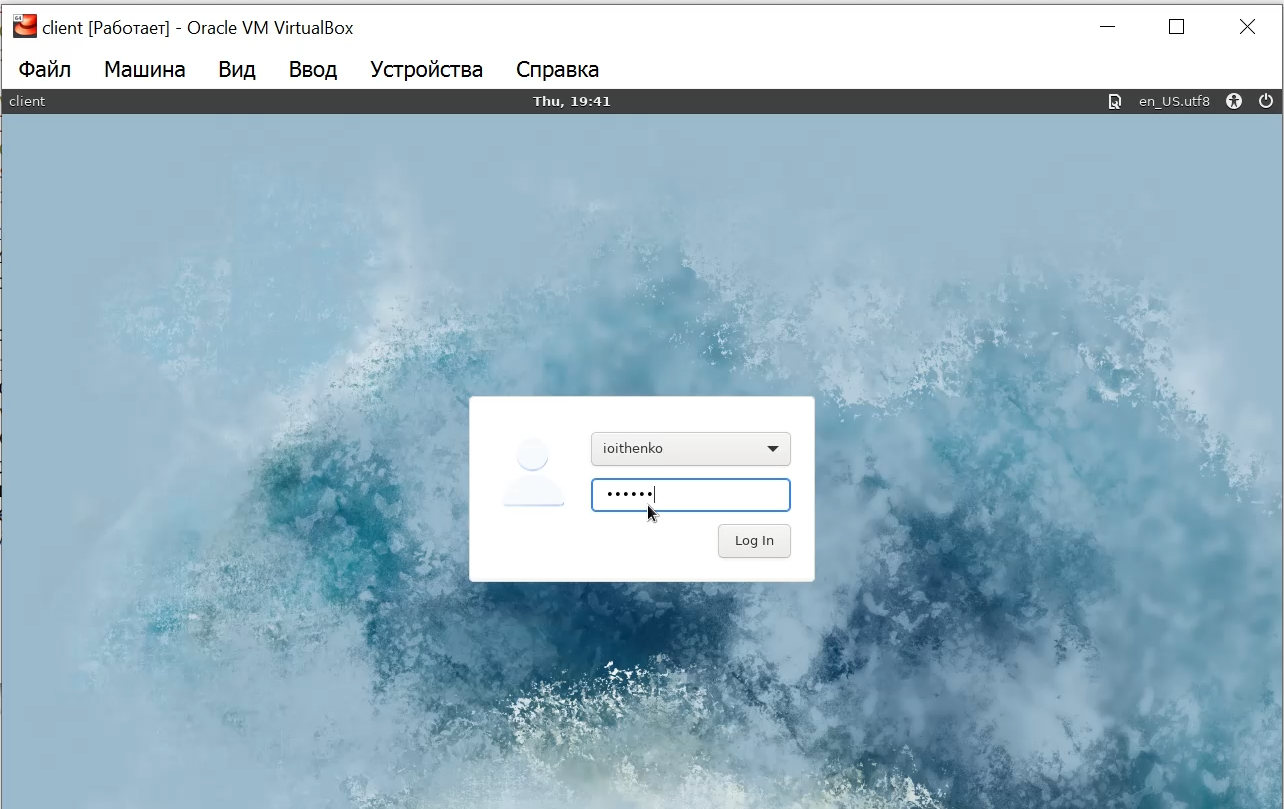 client [Работает] - Oracle VM VirtualBox
Файл Машина Вид Ввод Устройства Справка
client Thu, 19:41 en_US.utf8
ioithenko
••••••
Log In